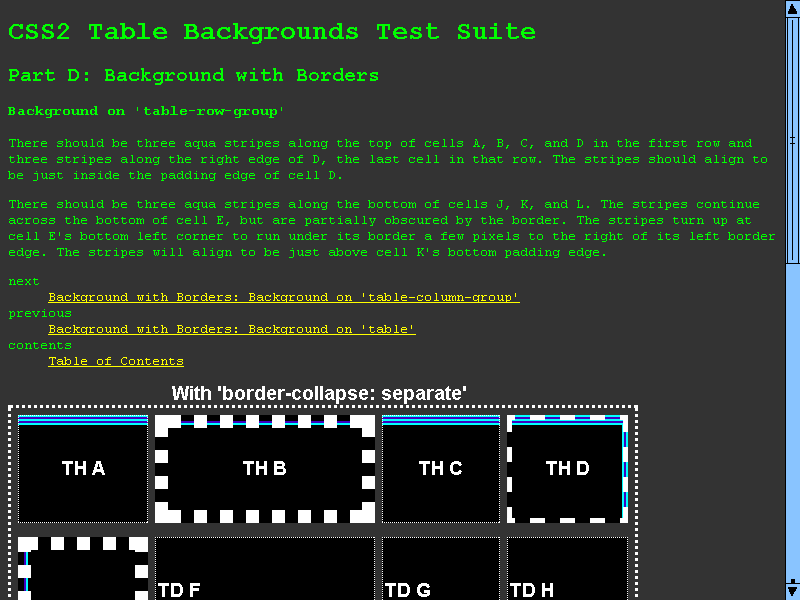 CSS2 Table Backgrounds Test Suite
Part D: Background with Borders
Background on 'table-row-group'
There should be three aqua stripes along the top of cells A, B, C, and D in the first row and
three stripes along the right edge of D, the last cell in that row. The stripes should align to
be just inside the padding edge of cell D.
There should be three aqua stripes along the bottom of cells J, K, and L. The stripes continue
across the bottom of cell E, but are partially obscured by the border. The stripes turn up at
cell E's bottom left corner to run under its border a few pixels to the right of its left border
edge. The stripes will align to be just above cell K's bottom padding edge.
next
Background with Borders: Background on 'table-column-group'
previous
Background with Borders: Background on 'table'
contents
Table of Contents
With 'border-collapse: separate'
TH A TH B TH C TH D
TD F TD G TD H